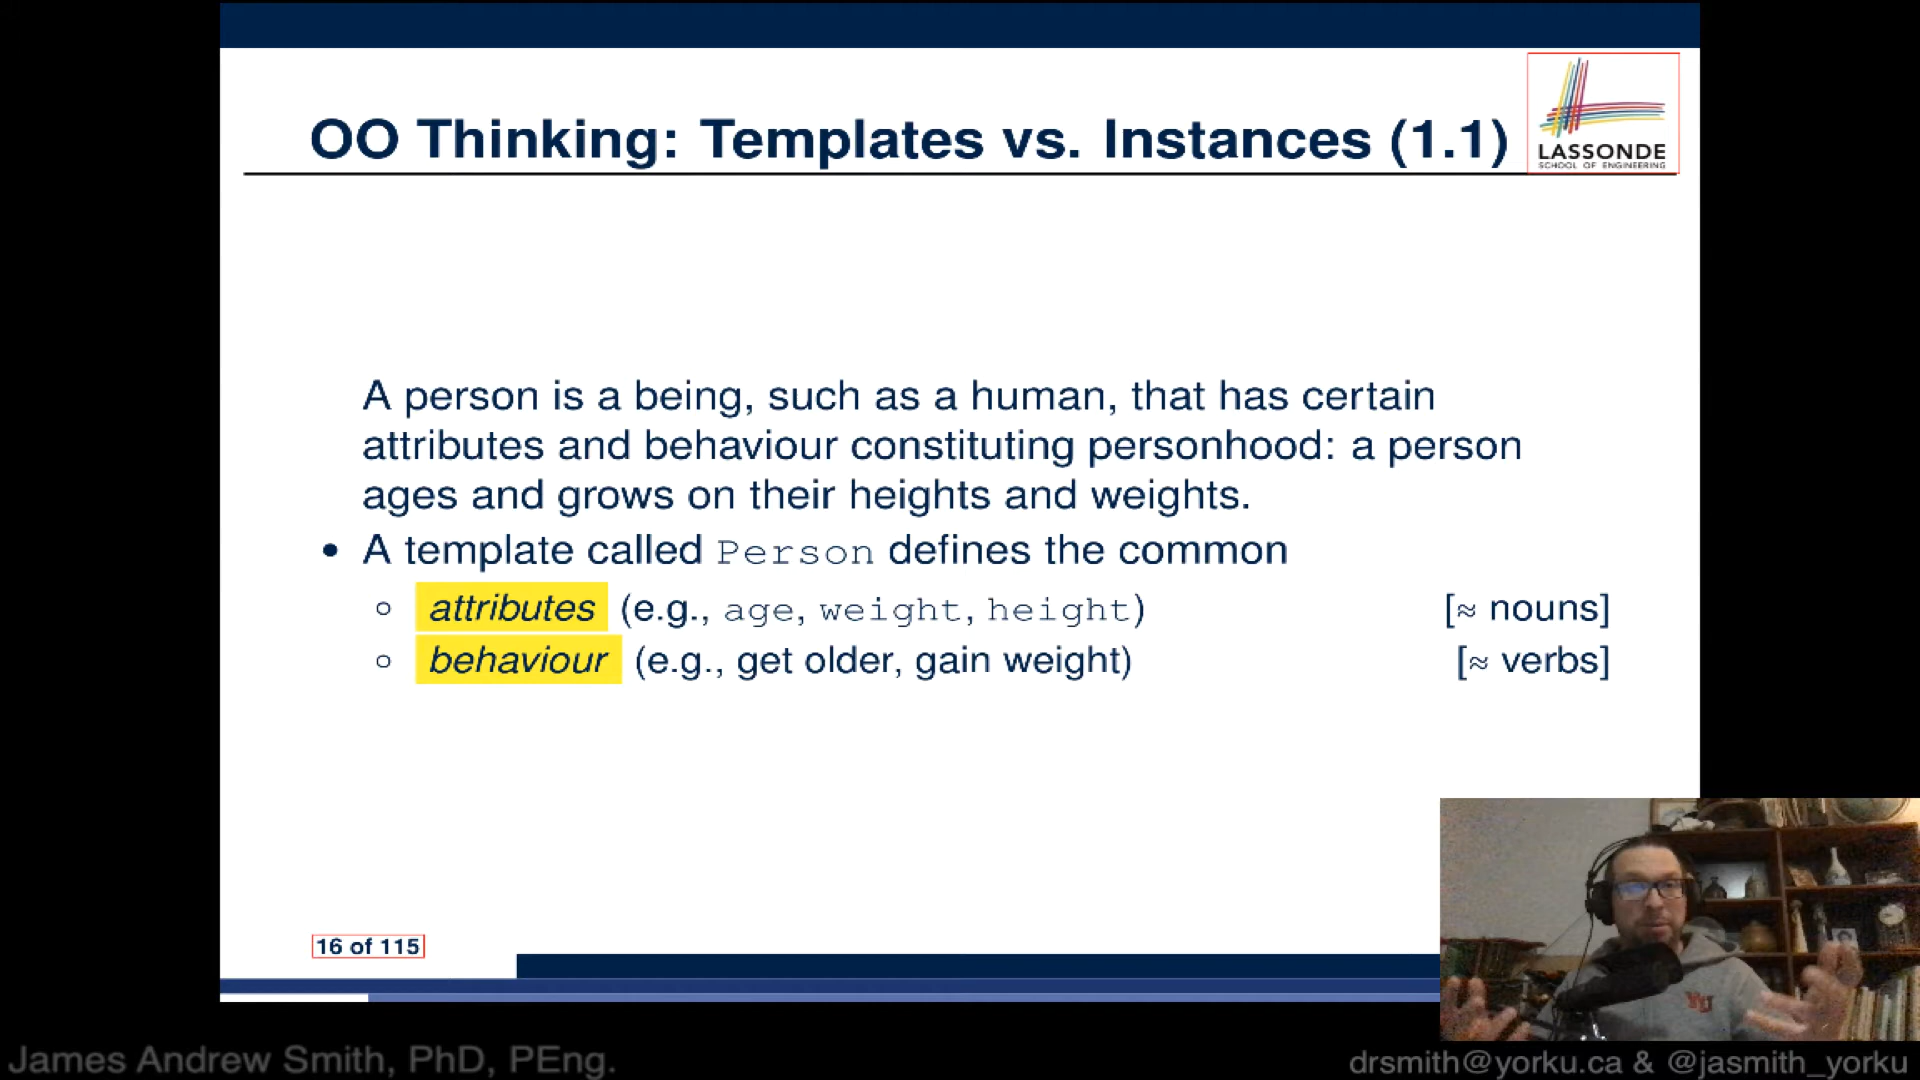 OO Thinking: Templates vs. Instances (1.1)
LASSONDE
SCHOOL OF ENGINEERING
A person is a being, such as a human, that has certain
attributes and behaviour constituting personhood: a person
ages and grows on their heights and weights.
• A template called Person defines the common
◦ attributes (e.g., age, weight, height) [≈ nouns]
◦ behaviour (e.g., get older, gain weight) [≈ verbs]
16 of 115
YU
James Andrew Smith, PhD, PEng.
drsmith@yorku.ca & @jasmith_yorku